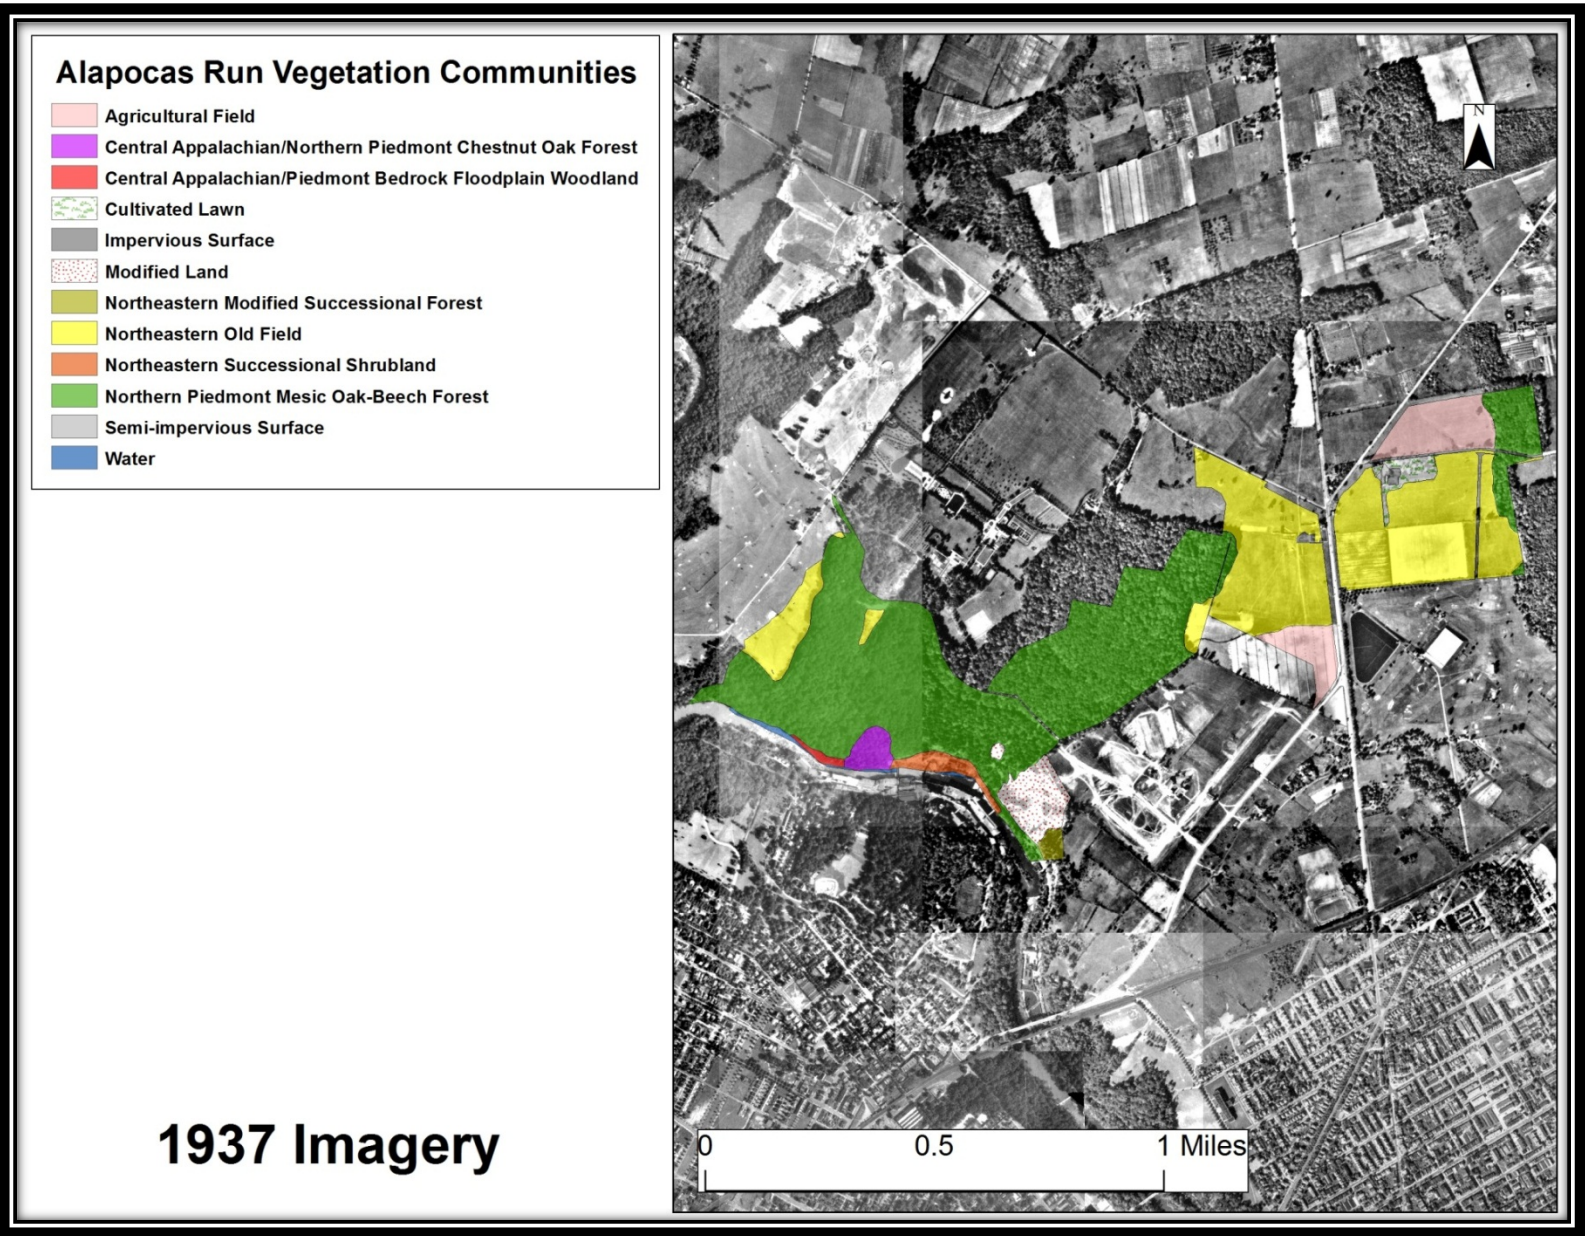 Alapocas Run Vegetation Communities
Agricultural Field
Central Appalachian/Northern Piedmont Chestnut Oak Forest
Central Appalachian/Piedmont Bedrock Floodplain Woodland
Cultivated Lawn
Impervious Surface
Modified Land
Northeastern Modified Successional Forest
Northeastern Old Field
Northeastern Successional Shrubland
Northern Piedmont Mesic Oak-Beech Forest
Semi-impervious Surface
Water
N
1937 Imagery
0 0.5 1 Miles